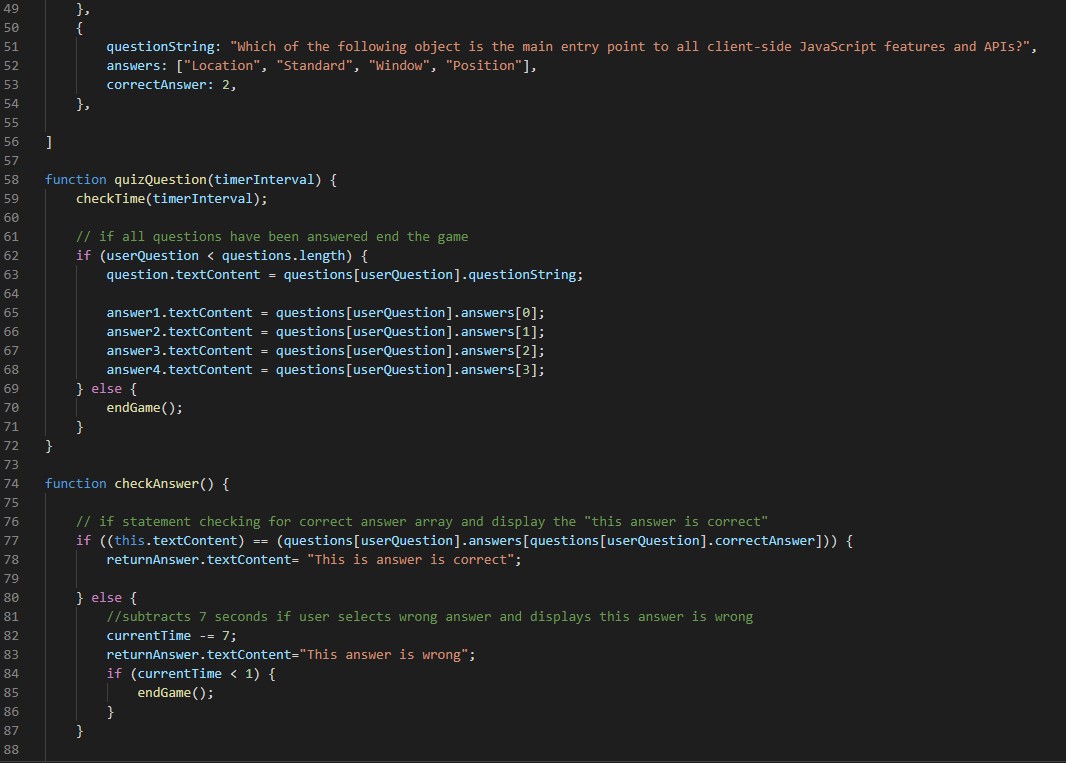 49 },
50 {
51 questionString: "Which of the following object is the main entry point to all client-side JavaScript features and APIs?",
52 answers: ["Location", "Standard", "Window", "Position"],
53 correctAnswer: 2,
54 },
55
56 ]
57
58 function quizQuestion(timerInterval) {
59 checkTime(timerInterval);
60
61 // if all questions have been answered end the game
62 if (userQuestion < questions.length) {
63 question.textContent = questions[userQuestion].questionString;
64
65 answer1.textContent = questions[userQuestion].answers[0];
66 answer2.textContent = questions[userQuestion].answers[1];
67 answer3.textContent = questions[userQuestion].answers[2];
68 answer4.textContent = questions[userQuestion].answers[3];
69 } else {
70 endGame();
71 }
72 }
73
74 function checkAnswer() {
75
76 // if statement checking for correct answer array and display the "this answer is correct"
77 if ((this.textContent) == (questions[userQuestion].answers[questions[userQuestion].correctAnswer])) {
78 returnAnswer.textContent= "This is answer is correct";
79
80 } else {
81 //subtracts 7 seconds if user selects wrong answer and displays this answer is wrong
82 currentTime -= 7;
83 returnAnswer.textContent="This answer is wrong";
84 if (currentTime < 1) {
85 endGame();
86 }
87 }
88